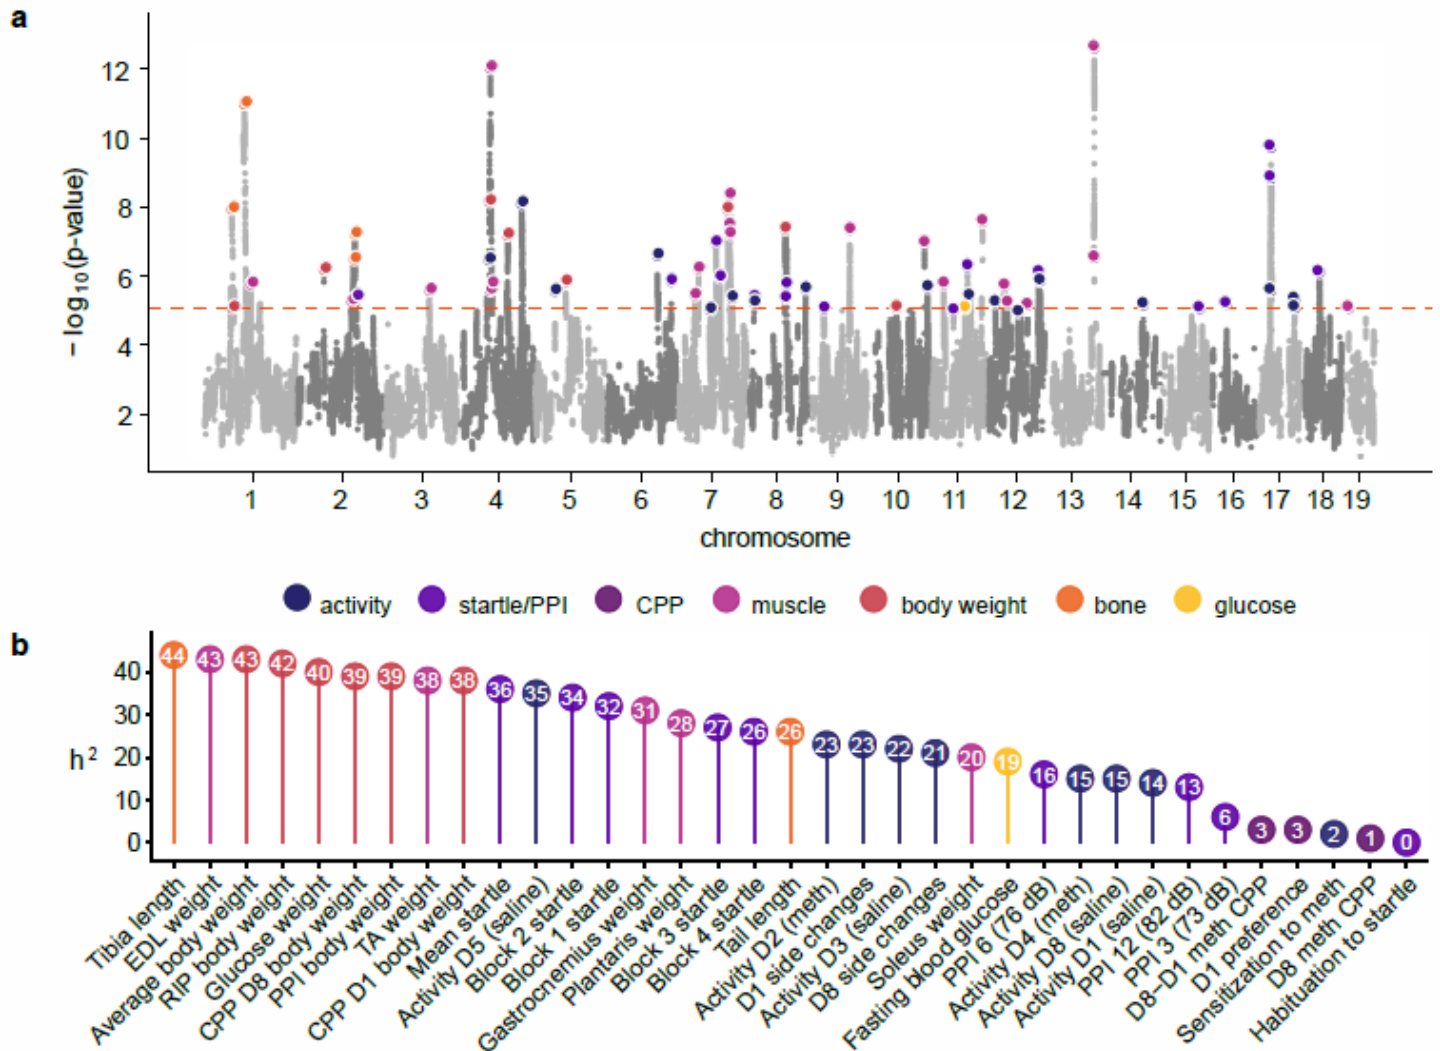 a
− log10(p-value)
12
10
8
6
4
2
1 2 3 4 5 6 7 8 9 10 11 12 13 14 15 16 17 18 19
chromosome
activity startle/PPI CPP muscle body weight bone glucose
b
h2
40
30
20
10
0
44 43 43 42 40 39 39 38 38 36 35 34 32 31 28 27 26 26 23 23 22 21 20 19 16 15 15 14 13 6 3 3 2 1 0
Tibia length
EDL weight
Average body weight
RIP body weight
Glucose weight
CPP D8 body weight
PPI body weight
TA weight
CPP D1 body weight
Mean startle
Activity D5 (saline)
Block 2 startle
Block 1 startle
Gastrocnemius weight
Plantaris weight
Block 3 startle
Block 4 startle
Tail length
Activity D2 (meth)
D1 side changes
Activity D3 (saline)
D8 side changes
Soleus weight
Fasting blood glucose
PPI 6 (76 dB)
Activity D4 (meth)
Activity D8 (saline)
Activity D1 (saline)
PPI 12 (82 dB)
PPI 3 (73 dB)
D8−D1 meth CPP
D1 preference
Sensitization to meth
D8 meth CPP
Habituation to startle